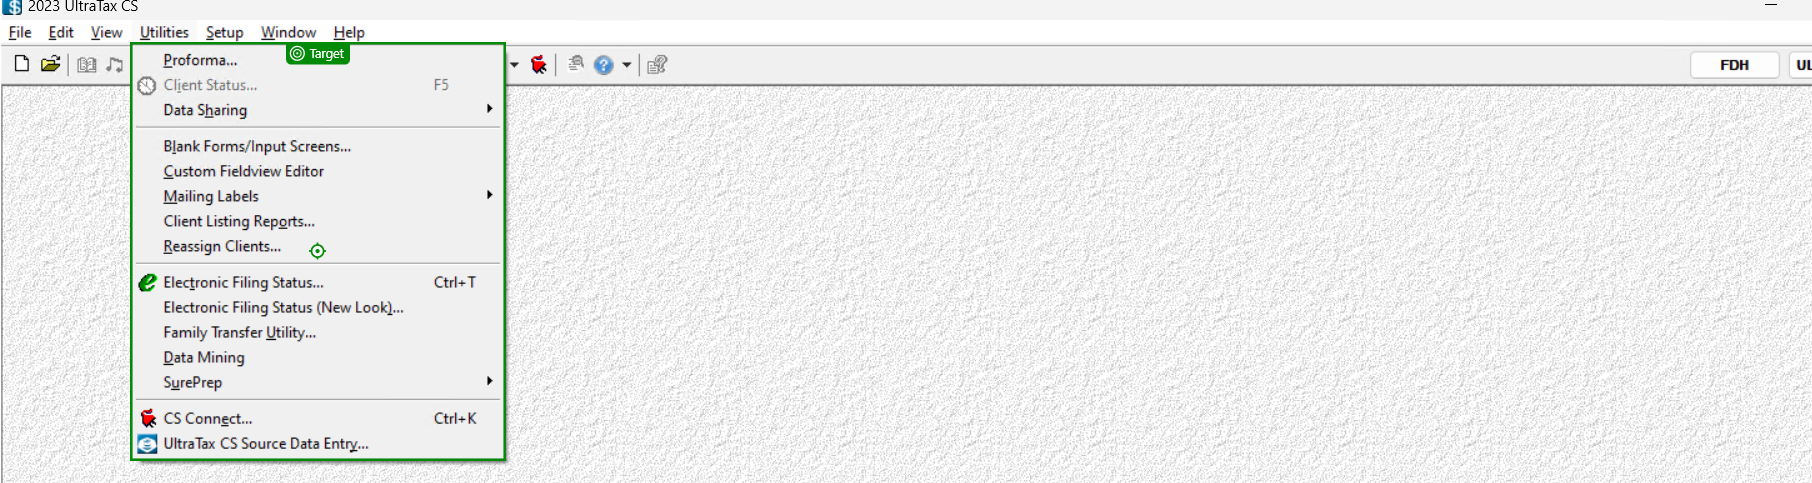 2023 UltraTax CS
File Edit View Utilities Setup Window Help
Target
FDH
UL
Proforma...
Client Status... F5
Data Sharing
Blank Forms/Input Screens...
Custom Fieldview Editor
Mailing Labels
Client Listing Reports...
Reassign Clients...
Electronic Filing Status... Ctrl+T
Electronic Filing Status (New Look)...
Family Transfer Utility...
Data Mining
SurePrep
CS Connect... Ctrl+K
UltraTax CS Source Data Entry...